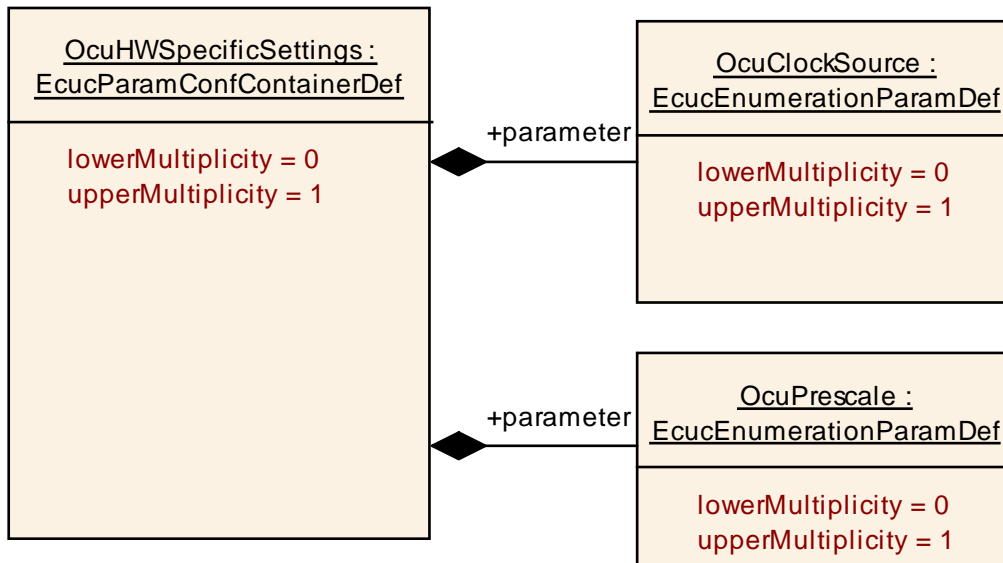 OcuHWSpecificSettings :
EcucParamConfContainerDef
lowerMultiplicity = 0
upperMultiplicity = 1
+parameter
OcuClockSource :
EcucEnumerationParamDef
lowerMultiplicity = 0
upperMultiplicity = 1
+parameter
OcuPrescale :
EcucEnumerationParamDef
lowerMultiplicity = 0
upperMultiplicity = 1